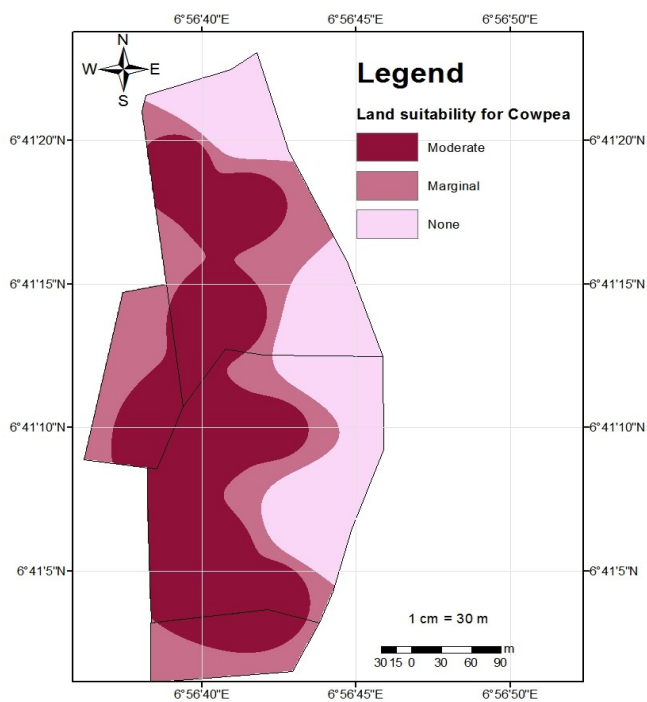 6°56'40"E 6°56'45"E 6°56'50"E
N
W E
S
Legend
Land suitability for Cowpea
Moderate
Marginal
None
6°41'20"N 6°41'20"N
6°41'15"N 6°41'15"N
6°41'10"N 6°41'10"N
6°41'5"N 6°41'5"N
1 cm = 30 m
m
30 15 0 30 60 90
6°56'40"E 6°56'45"E 6°56'50"E